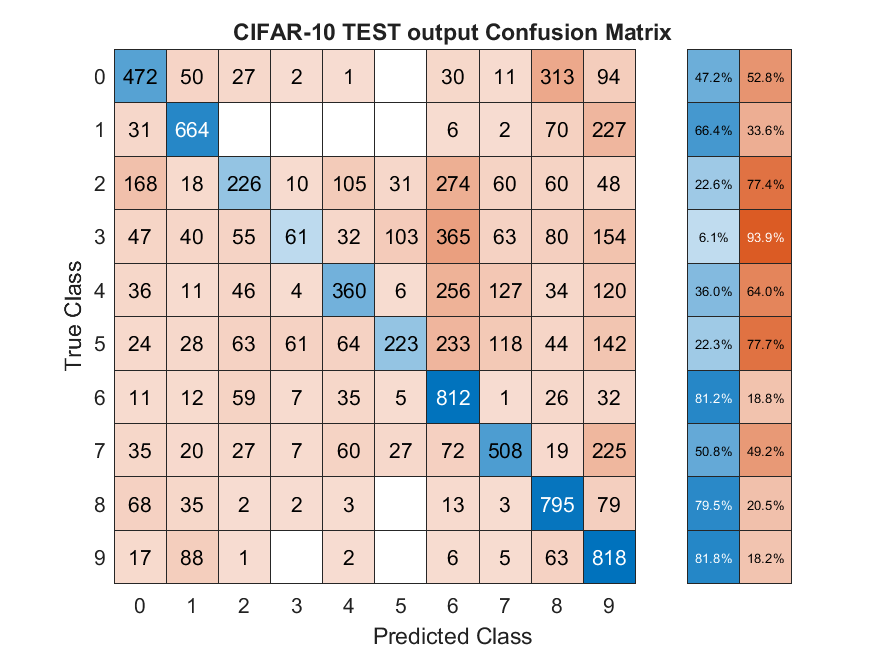 CIFAR-10 TEST output Confusion Matrix
0 472 50 27 2 1 30 11 313 94 47.2% 52.8%
1 31 664 6 2 70 227 66.4% 33.6%
2 168 18 226 10 105 31 274 60 60 48 22.6% 77.4%
3 47 40 55 61 32 103 365 63 80 154 6.1% 93.9%
4 36 11 46 4 360 6 256 127 34 120 36.0% 64.0%
5 24 28 63 61 64 223 233 118 44 142 22.3% 77.7%
6 11 12 59 7 35 5 812 1 26 32 81.2% 18.8%
7 35 20 27 7 60 27 72 508 19 225 50.8% 49.2%
8 68 35 2 2 3 13 3 795 79 79.5% 20.5%
9 17 88 1 2 6 5 63 818 81.8% 18.2%
0 1 2 3 4 5 6 7 8 9
Predicted Class
True Class